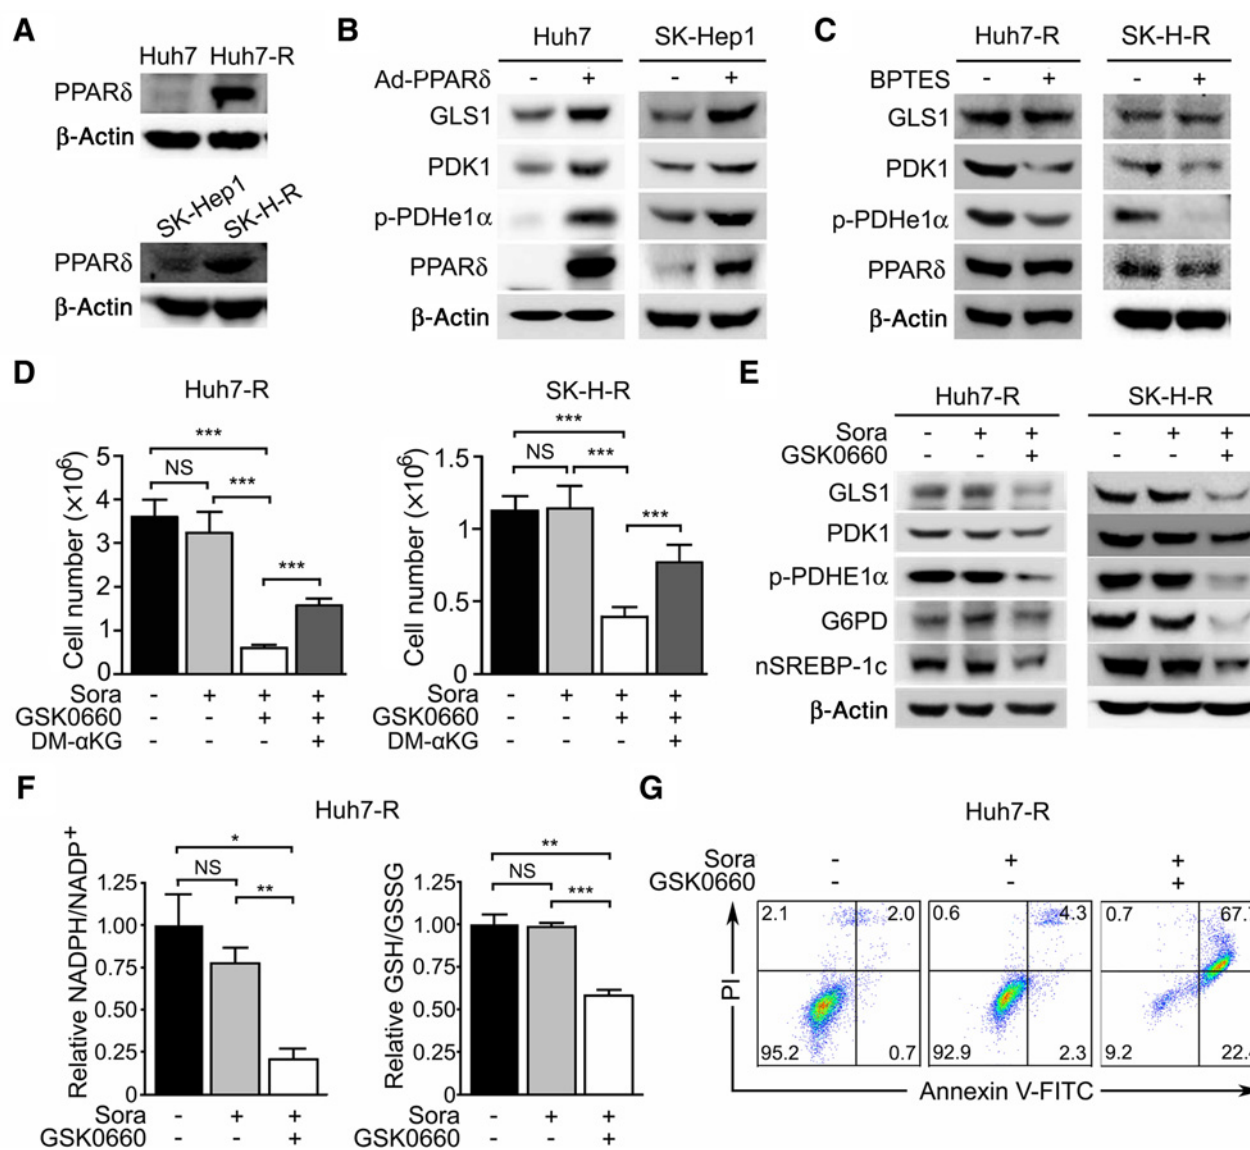 A
Huh7 Huh7-R
PPARδ
β-Actin
SK-Hep1 SK-H-R
PPARδ
β-Actin
B
Huh7 SK-Hep1
Ad-PPARδ - + - +
GLS1
PDK1
p-PDHe1α
PPARδ
β-Actin
C
Huh7-R SK-H-R
BPTES - + - +
GLS1
PDK1
p-PDHe1α
PPARδ
β-Actin
D
Huh7-R
Cell number (×10⁶)
5
4
3
2
1
0
***
NS
***
***
Sora - + + +
GSK0660 - - + +
DM-αKG - - - +
SK-H-R
Cell number (×10⁶)
1.5
1
0.5
0
***
NS ***
***
Sora - + + +
GSK0660 - - + +
DM-αKG - - - +
E
Huh7-R SK-H-R
Sora - + + - + +
GSK0660 - - + - - +
GLS1
PDK1
p-PDHE1α
G6PD
nSREBP-1c
β-Actin
F
Huh7-R
Relative NADPH/NADP⁺
1.25
1.00
0.75
0.50
0.25
0
*
NS
**
Sora - + +
GSK0660 - - +
Relative GSH/GSSG
1.25
1.00
0.75
0.50
0.25
0
**
NS
***
Sora - + +
GSK0660 - - +
G
Huh7-R
Sora - + +
GSK0660 - - +
PI
2.1 2.0
95.2 0.7
0.6 4.3
92.9 2.3
0.7
9.2
Annexin V-FITC